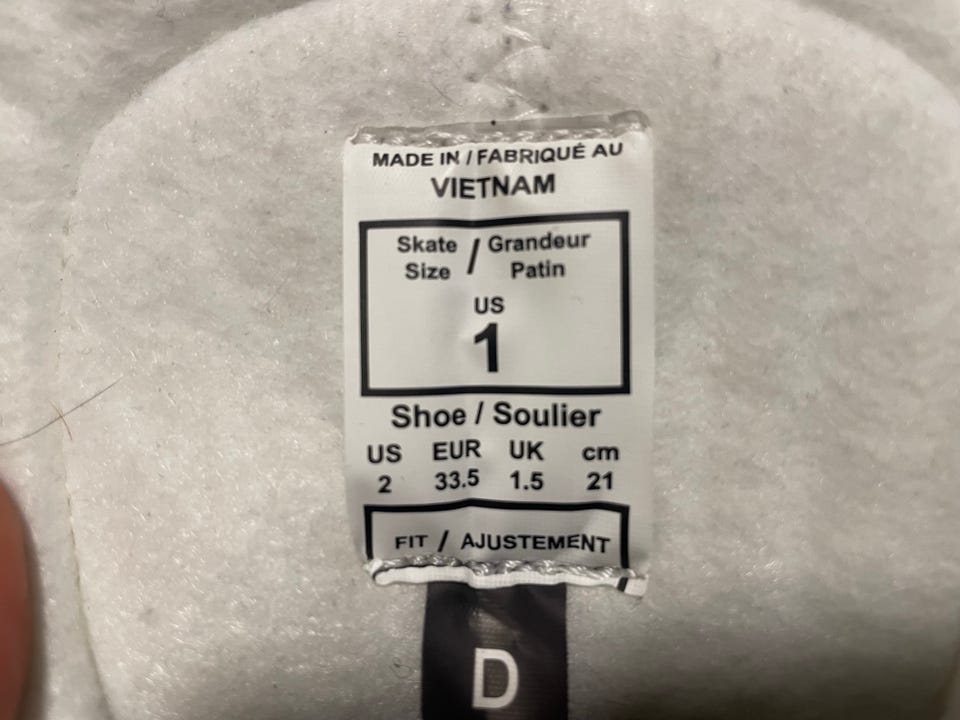 MADE IN / FABRIQUÉ AU
VIETNAM
Skate / Grandeur
Size Patin
US
1
Shoe / Soulier
US EUR UK cm
2 33.5 1.5 21
FIT / AJUSTEMENT
D